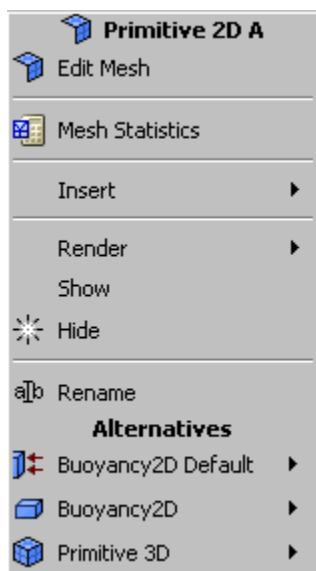 Primitive 2D A
Edit Mesh
Mesh Statistics
Insert
Render
Show
Hide
a]b Rename
Alternatives
Buoyancy2D Default
Buoyancy2D
Primitive 3D